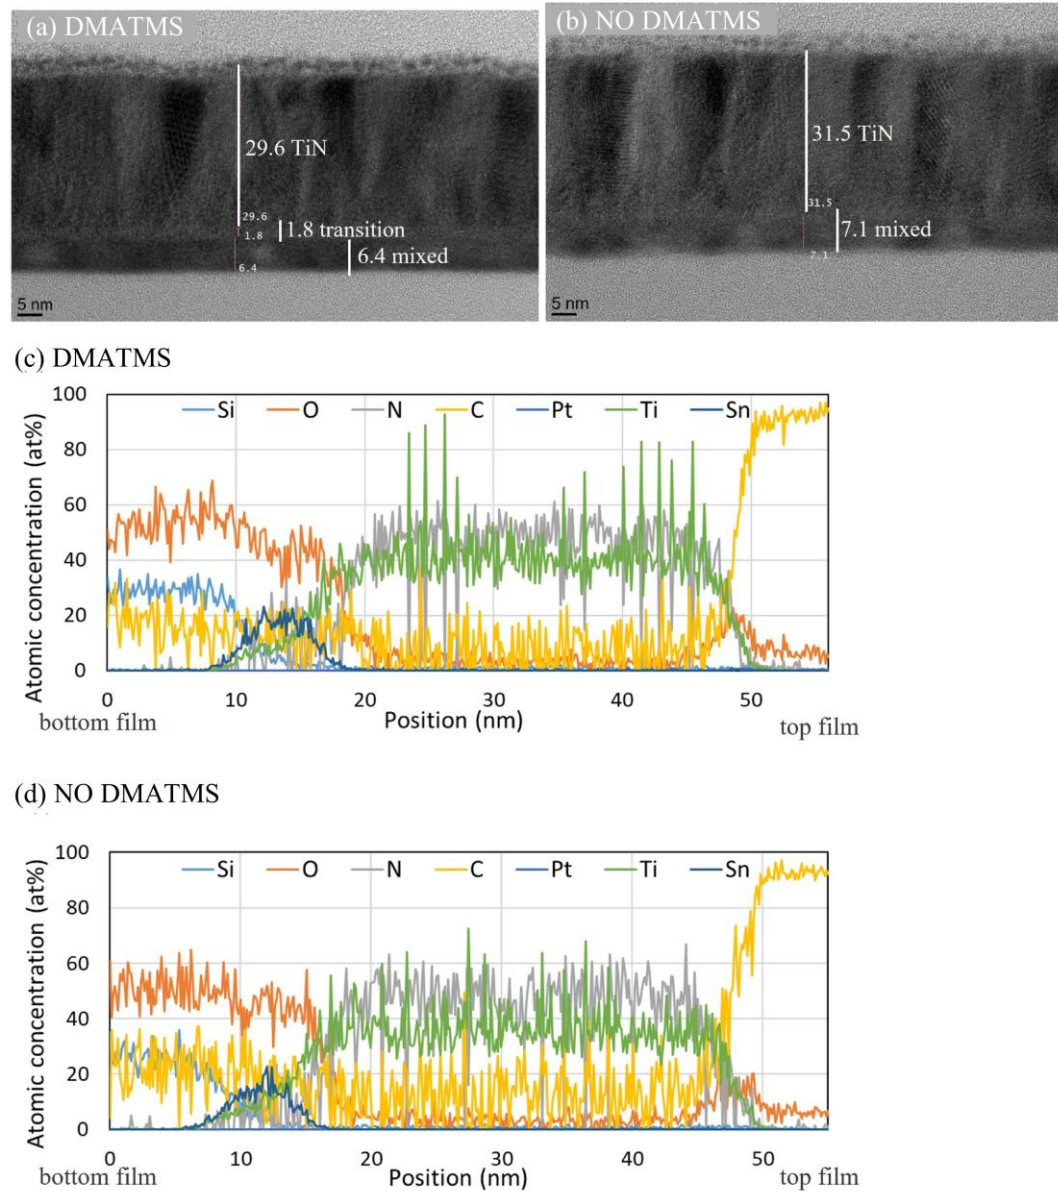 (a) DMATMS
29.6 TiN
29.6
1.8
1.8 transition
6.4 mixed
6.4
5 nm
(b) NO DMATMS
31.5 TiN
31.5
7.1 mixed
7.1
5 nm
(c) DMATMS
Atomic concentration (at%)
100
80
60
40
20
0
Si O N C Pt Ti Sn
0 10 20 30 40 50
Position (nm)
bottom film
top film
(d) NO DMATMS
Atomic concentration (at%)
100
80
60
40
20
0
Si O N C Pt Ti Sn
0 10 20 30 40 50
Position (nm)
bottom film
top film